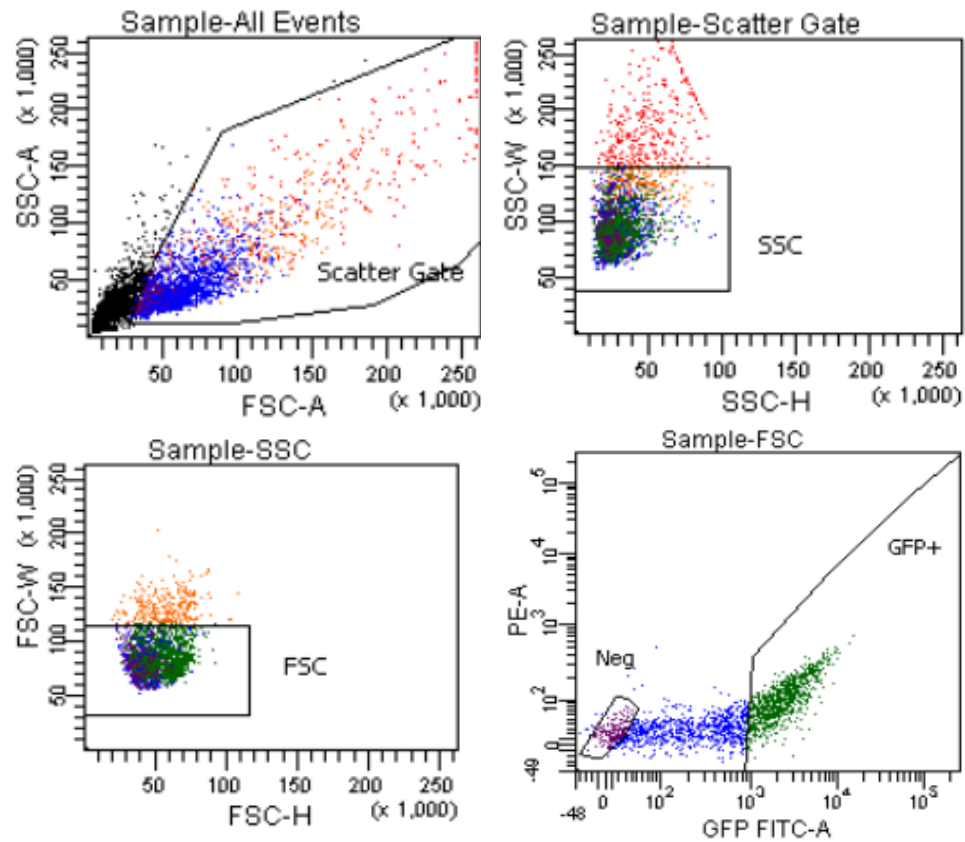 Sample-All Events
SSC-A (x 1,000)
250
200
150
100
50
Scatter Gate
50 100 150 200 250
FSC-A (x 1,000)
Sample-Scatter Gate
SSC-W (x 1,000)
250
200
150
100
50
SSC
50 100 150 200 250
SSC-H (x 1,000)
Sample-SSC
FSC-W (x 1,000)
250
200
150
100
50
FSC
50 100 150 200 250
FSC-H (x 1,000)
Sample-FSC
PE-A
10^5
10^4
10^3
10^2
0
-49
GFP+
Neg
-48 0 10^2 10^3 10^4 10^5
GFP FITC-A